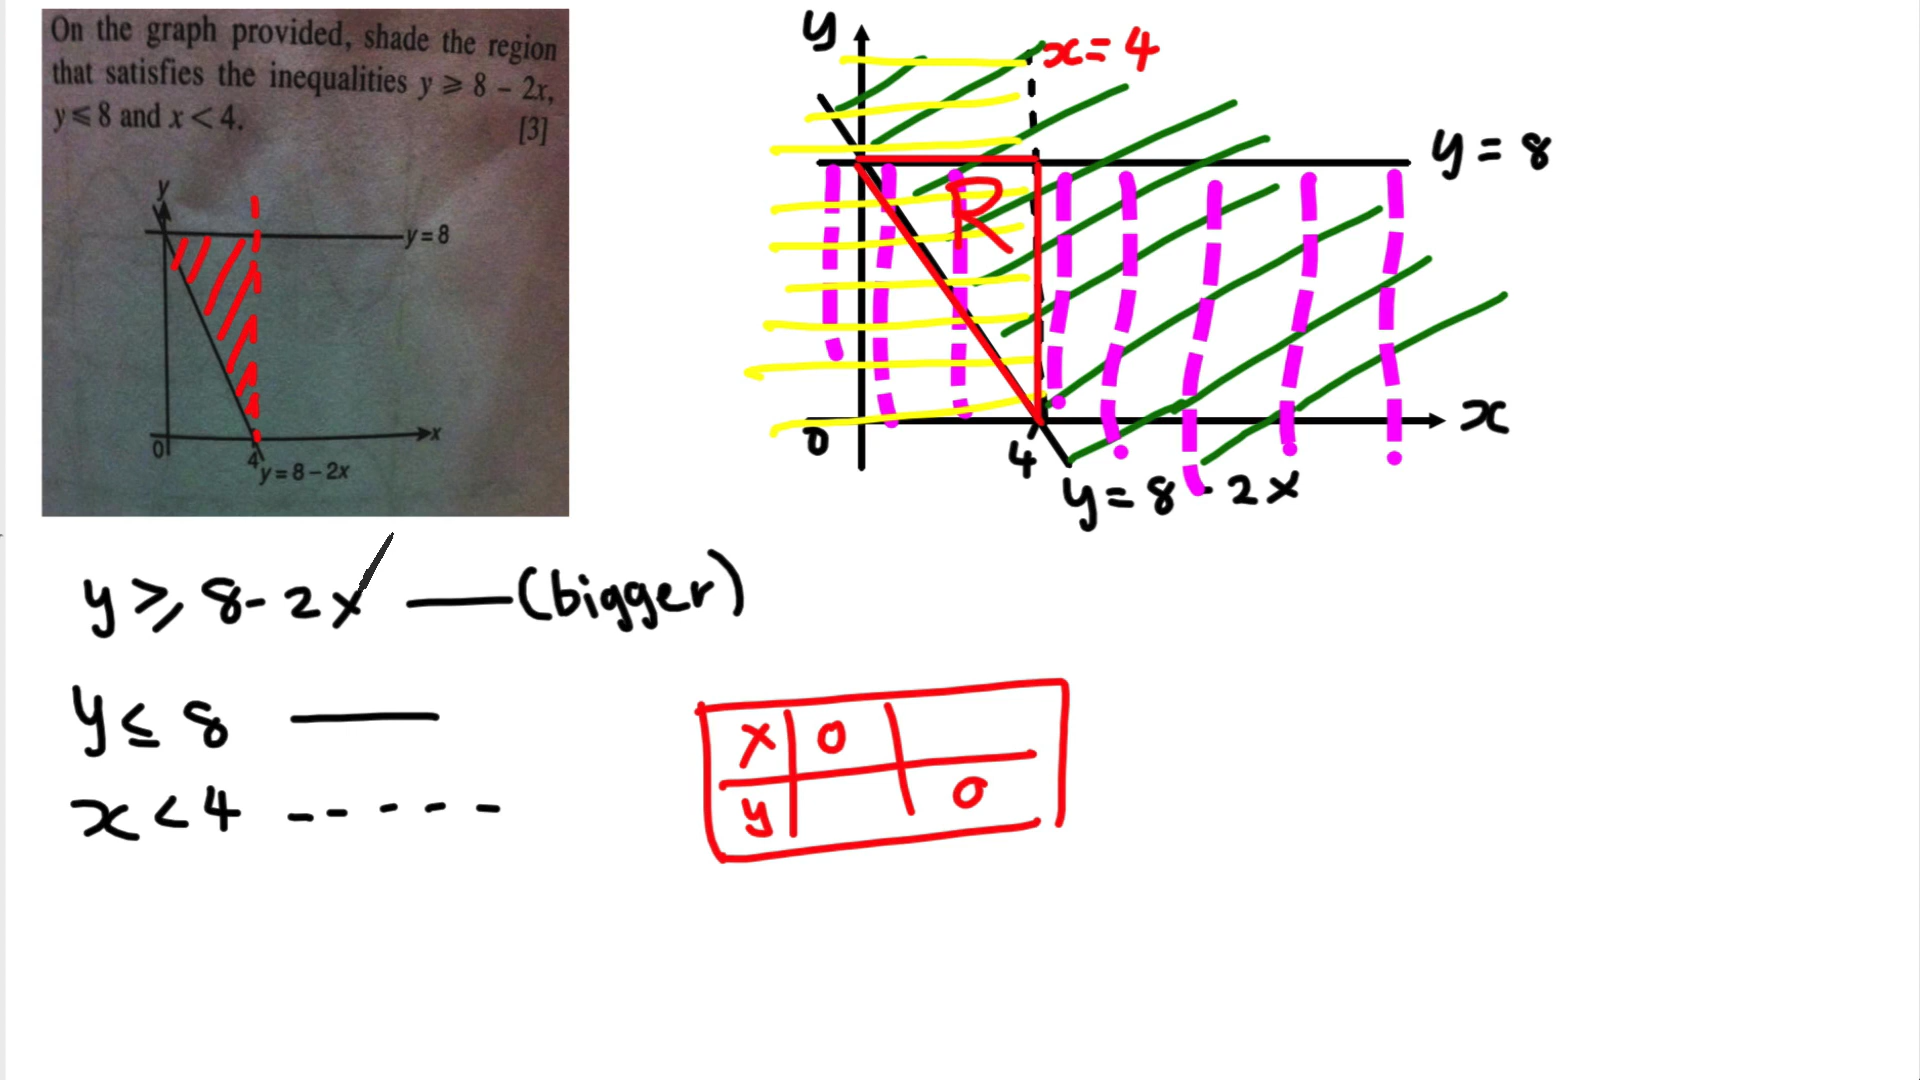 On the graph provided, shade the region
that satisfies the inequalities y ⩾ 8 − 2x,
y ⩽ 8 and x < 4. [3]
y
y = 8
0
4
x
y = 8 − 2x
y
x = 4
y = 8
R
0
4
x
y = 8 - 2x
y ⩾ 8 - 2x —— (bigger)
y ≤ 8 ——
x < 4 - - - - -
x 0
y 0